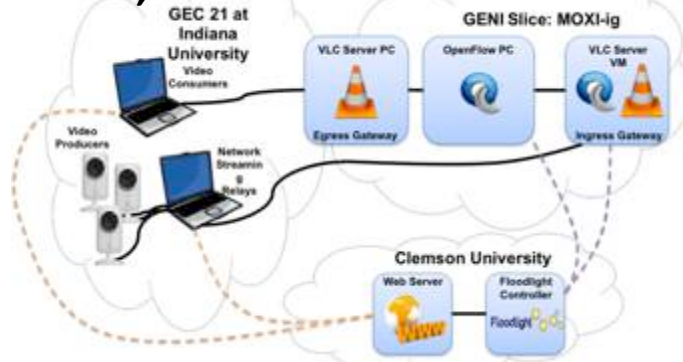 GEC 21 at
Indiana
University
Video
Consumers
GENI Slice: MOXI-ig
VLC Server PC
OpenFlow PC
VLC Server
VM
Egress Gateway
Ingress Gateway
Video
Producers
Network
Streamin
g
Relays
Clemson University
Web Server
Floodlight
Controller
www
Floodlight